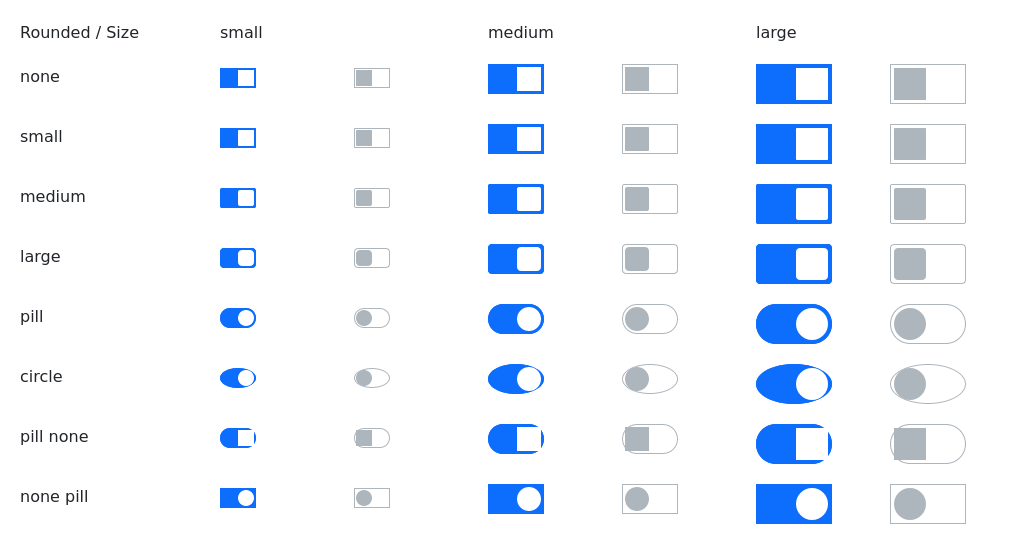 Rounded / Size small medium large
none
small
medium
large
pill
circle
pill none
none pill